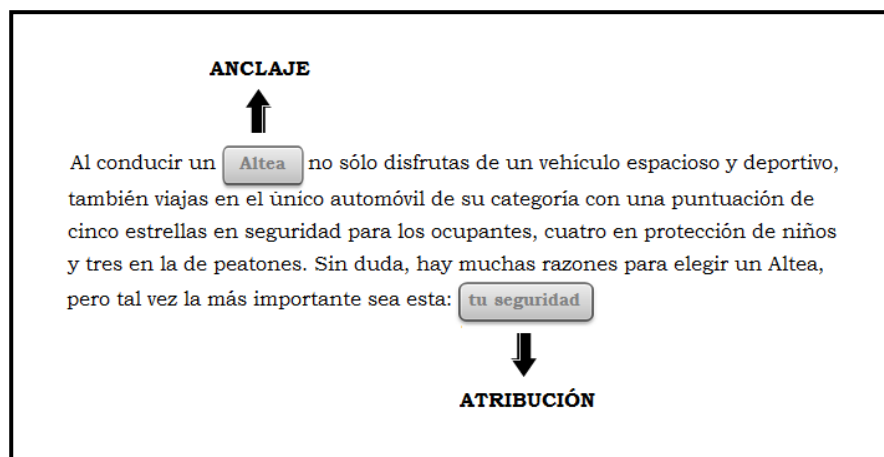 ANCLAJE
Al conducir un Altea no sólo disfrutas de un vehículo espacioso y deportivo,
también viajas en el único automóvil de su categoría con una puntuación de
cinco estrellas en seguridad para los ocupantes, cuatro en protección de niños
y tres en la de peatones. Sin duda, hay muchas razones para elegir un Altea,
pero tal vez la más importante sea esta: tu seguridad
ATRIBUCIÓN